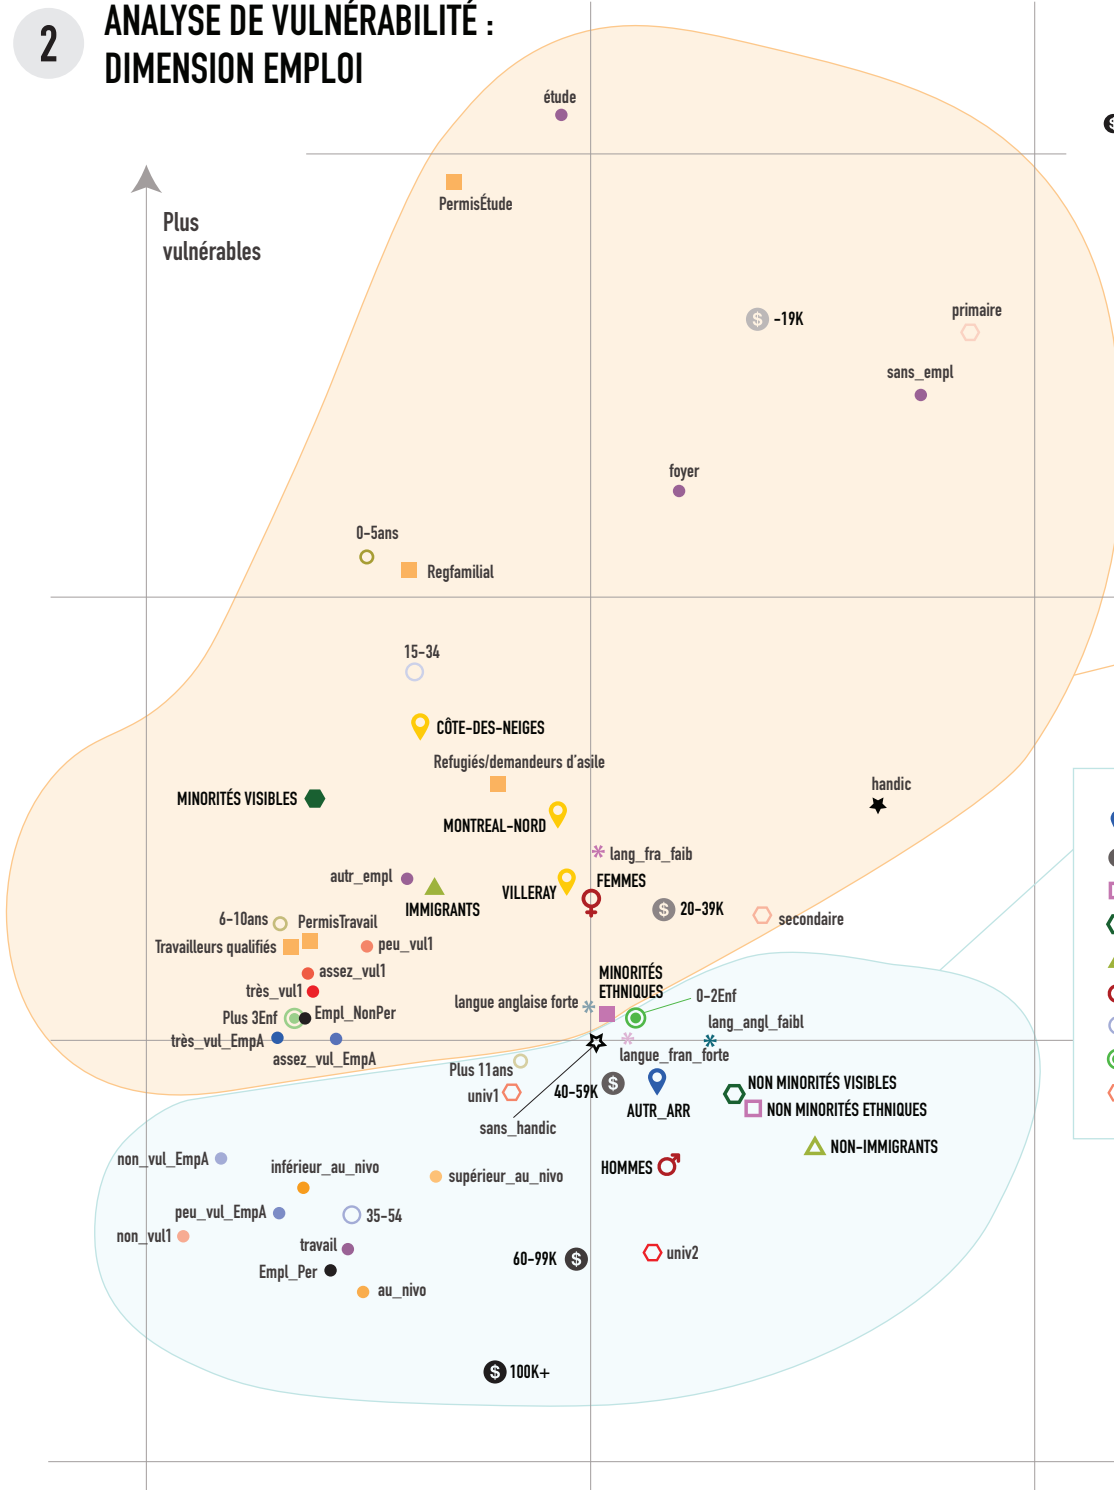 2
ANALYSE DE VULNÉRABILITÉ :
DIMENSION EMPLOI
étude
$
PermisÉtude
Plus
vulnérables
primaire
$ -19K
sans_empl
foyer
0-5ans
Regfamilial
15-34
CÔTE-DES-NEIGES
Refugiés/demandeurs d'asile
handic
MINORITÉS VISIBLES
MONTREAL-NORD
lang_fra_faib
autr_empl
FEMMES
VILLERAY
IMMIGRANTS
$ 20-39K
6-10ans
PermisTravail
secondaire
Travailleurs qualifiés
peu_vul1
assez_vul1
MINORITÉS
ETHNIQUES
très_vul1
0-2Enf
langue anglaise forte
Plus 3Enf
Empl_NonPer
lang_angl_faibl
très_vul_EmpA
assez_vul_EmpA
langue_fran_forte
Plus 11ans
univ1
40-59K $
NON MINORITÉS VISIBLES
AUTR_ARR
NON MINORITÉS ETHNIQUES
sans_handic
NON-IMMIGRANTS
non_vul_EmpA
inférieur_au_nivo
HOMMES
supérieur_au_nivo
peu_vul_EmpA
35-54
non_vul1
travail
univ2
60-99K $
Empl_Per
au_nivo
$ 100K+